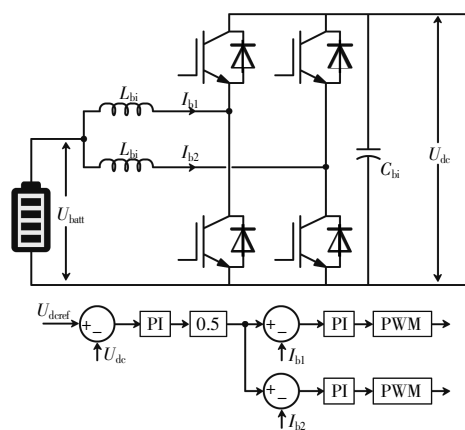 L_bi
I_b1
L_bi
I_b2
U_batt
C_bi
U_dc
U_dcref + − PI 0.5 + − PI PWM
U_dc
I_b1
+ − PI PWM
I_b2